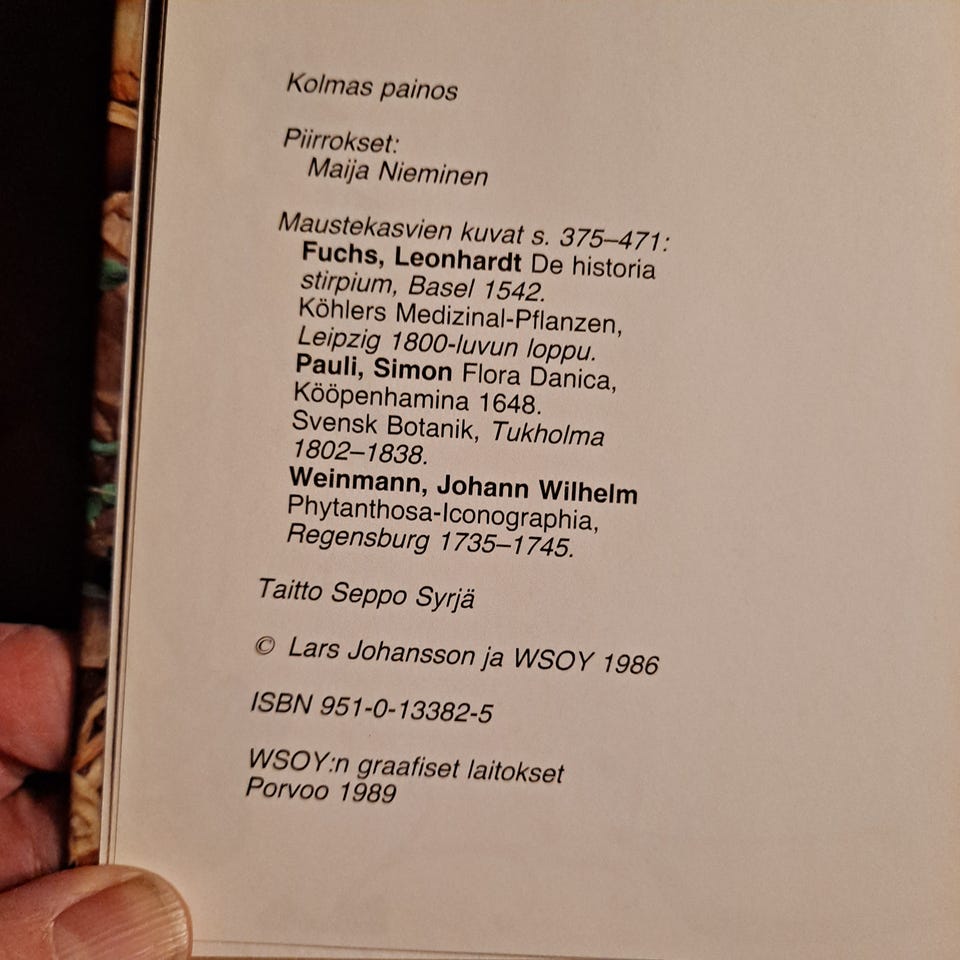 Kolmas painos
Piirrokset:
Maija Nieminen
Maustekasvien kuvat s. 375–471:
Fuchs, Leonhardt De historia
stirpium, Basel 1542.
Köhlers Medizinal-Pflanzen,
Leipzig 1800-luvun loppu.
Pauli, Simon Flora Danica,
Kööpenhamina 1648.
Svensk Botanik, Tukholma
1802–1838.
Weinmann, Johann Wilhelm
Phytanthosa-Iconographia,
Regensburg 1735–1745.
Taitto Seppo Syrjä
© Lars Johansson ja WSOY 1986
ISBN 951-0-13382-5
WSOY:n graafiset laitokset
Porvoo 1989